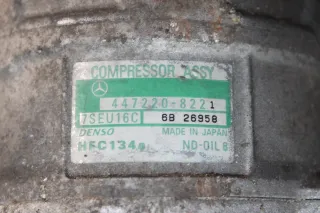 COMPRESSOR ASSY
447220-8221
7SEU16C 6B 26958
DENSO MADE IN JAPAN
HFC134a ND-OIL8